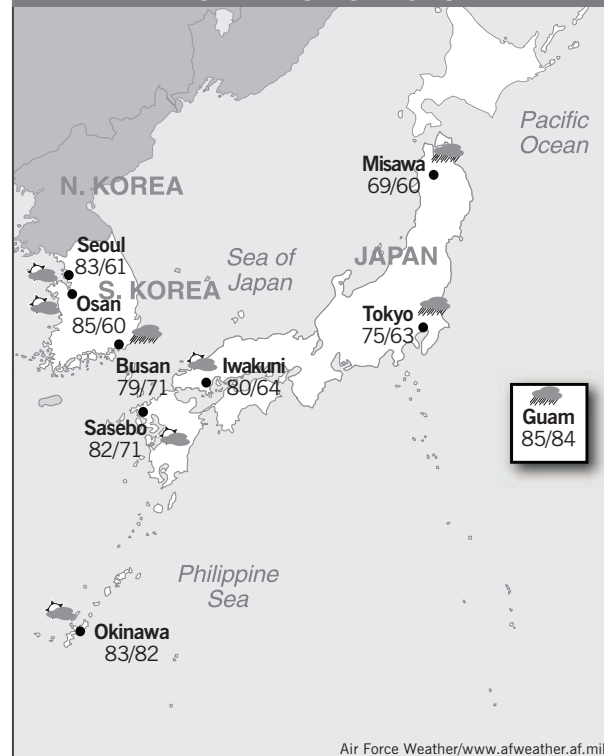 Pacific
Ocean
Misawa
69/60
N. KOREA
Seoul
83/61
Sea of
Japan
JAPAN
S. KOREA
Osan
85/60
Tokyo
75/63
Busan
79/71
Iwakuni
80/64
Guam
85/84
Sasebo
82/71
Philippine
Sea
Okinawa
83/82
Air Force Weather/www.afweather.af.mil